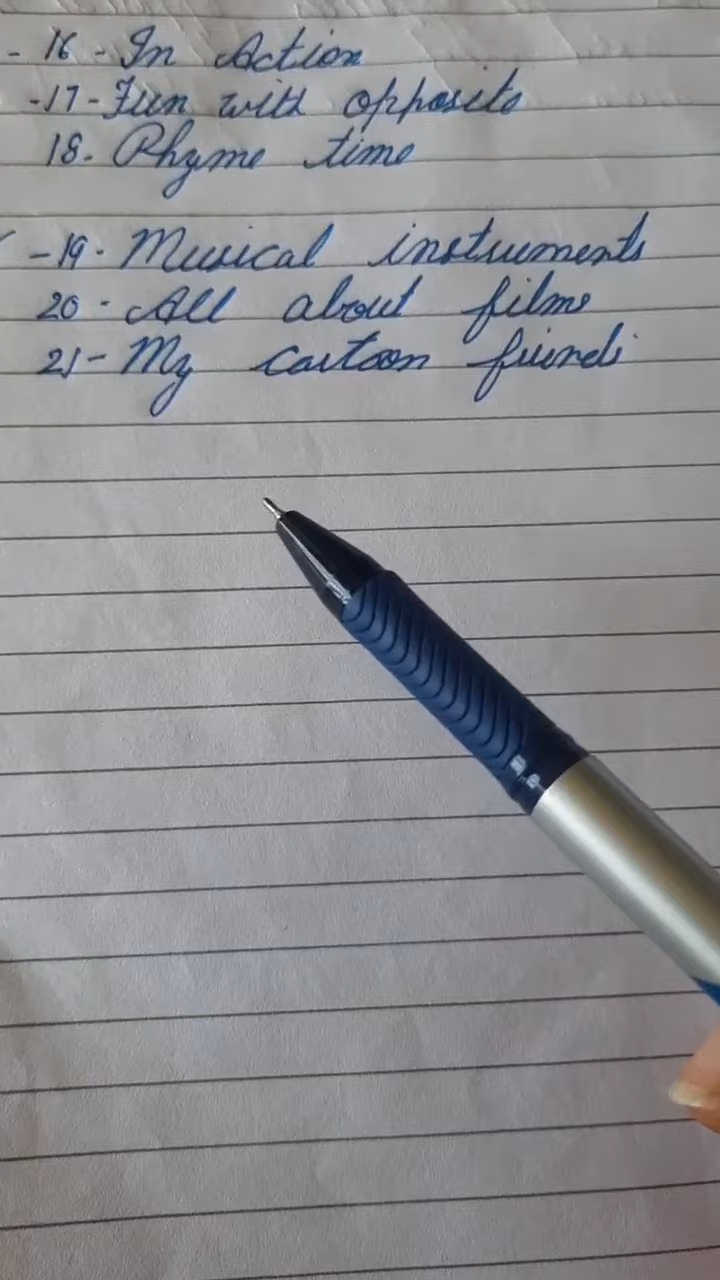 - 16 - In Action
-17- Fun with opposite
18. Rhyme time
-19. Musical instruments
20 - All about films
21- My cartoon friends